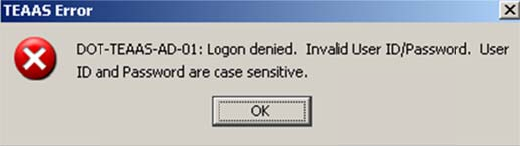 TEAAS Error
DOT-TEAAS-AD-01: Logon denied.  Invalid User ID/Password.  User
ID and Password are case sensitive.
OK